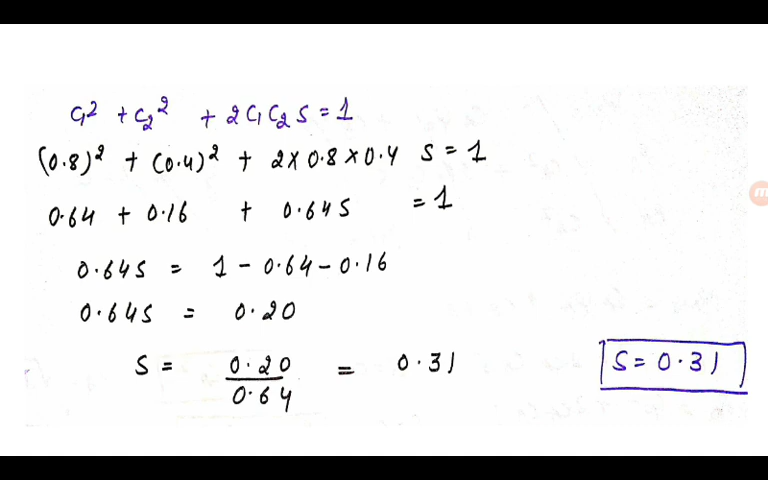 C₁² + C₂² + 2C₁C₂S = 1
(0.8)² + (0.4)² + 2×0.8×0.4 S = 1
0.64 + 0.16 + 0.64S = 1
0.64S = 1 - 0.64 - 0.16
0.64S = 0.20
S = 0.20/0.64 = 0.31
S = 0.31